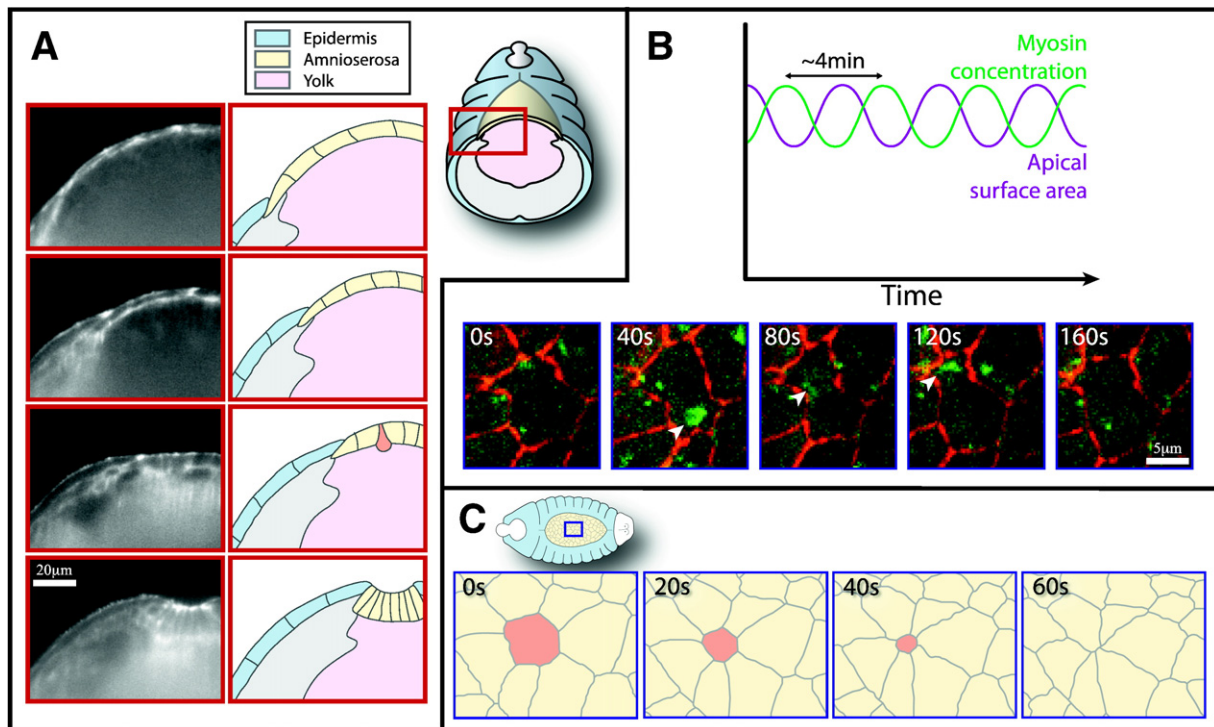 A
Epidermis
Amnioserosa
Yolk
20μm
B
~4min
Myosin
concentration
Apical
surface area
Time
0s
40s
80s
120s
160s
5μm
C
0s
20s
40s
60s